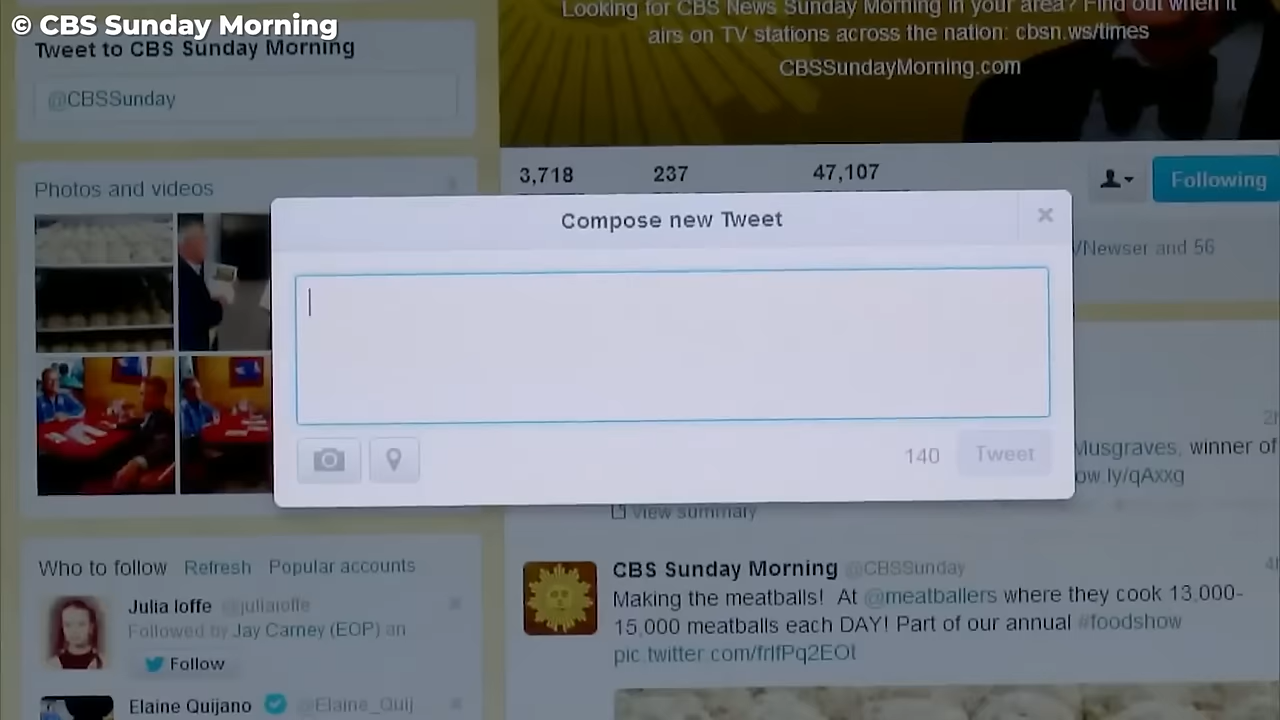 © CBS Sunday Morning
Tweet to CBS Sunday Morning
@CBSSunday
Looking for CBS News Sunday Morning in your area? Find out when it
airs on TV stations across the nation: cbsn.ws/times
CBSSundayMorning.com
Photos and videos
3,718 237 47,107
Following
/Newser and 56
Compose new Tweet
×
140
Tweet
Musgraves, winner of
ow.ly/qAxxg
View summary
Who to follow Refresh Popular accounts
Julia Ioffe @juliaioffe
Followed by Jay Carney (EOP) an
Follow
Elaine Quijano @Elaine_Quij
CBS Sunday Morning @CBSSunday
Making the meatballs! At @meatballers where they cook 13,000-
15,000 meatballs each DAY! Part of our annual #foodshow